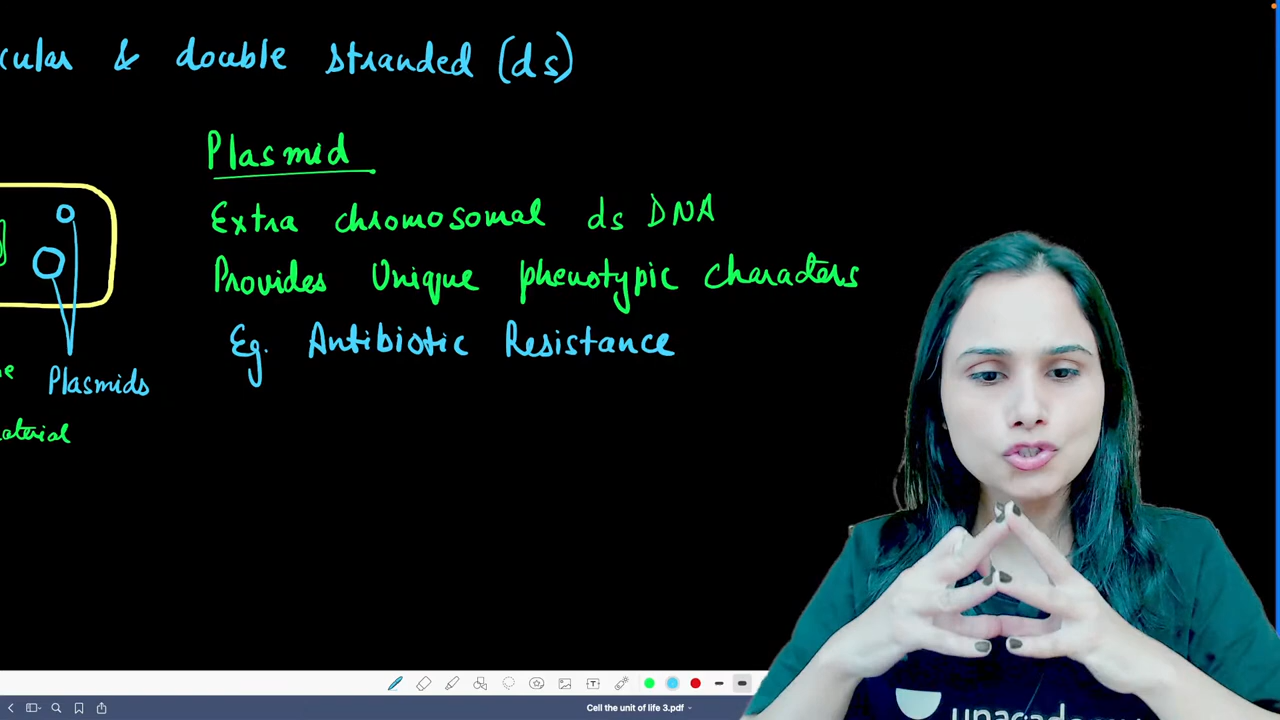 cular & double stranded (ds)
Plasmid
Extra chromosomal ds DNA
Provides Unique phenotypic characters
Eg. Antibiotic Resistance
Plasmids
aterial
Cell the unit of life 3.pdf
unacademy